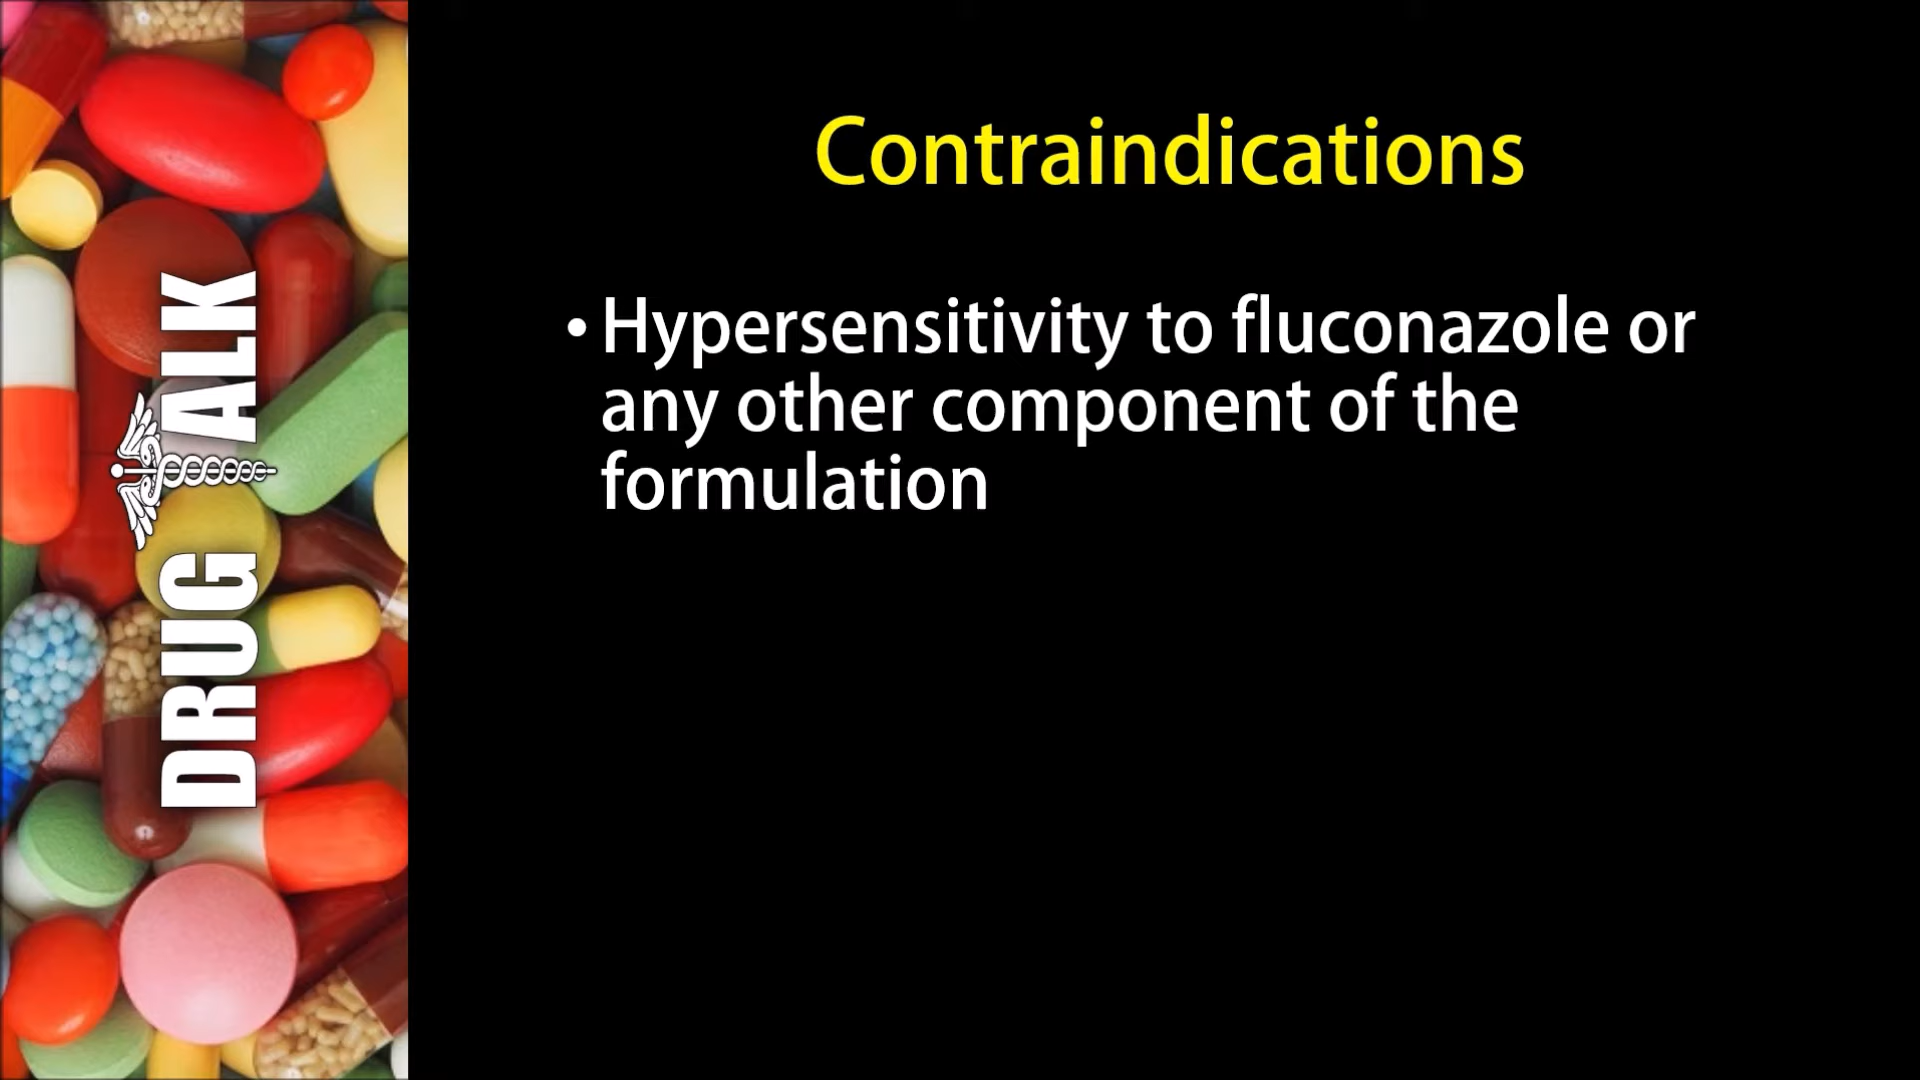 DRUG TALK
Contraindications
• Hypersensitivity to fluconazole or
any other component of the
formulation